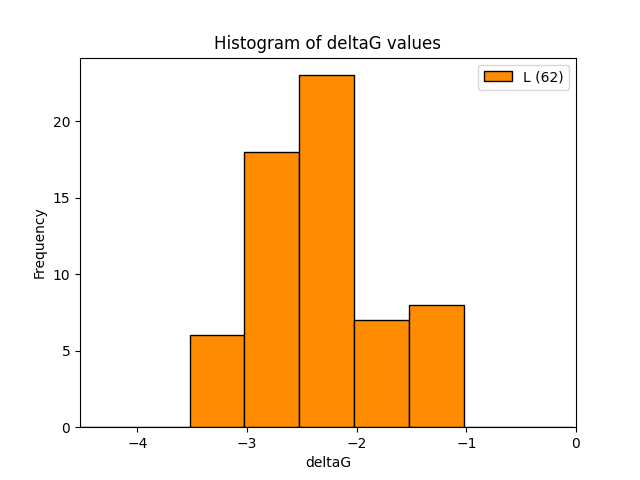 Histogram of deltaG values
L (62)
Frequency
20
15
10
5
0
−4
−3
−2
−1
0
deltaG